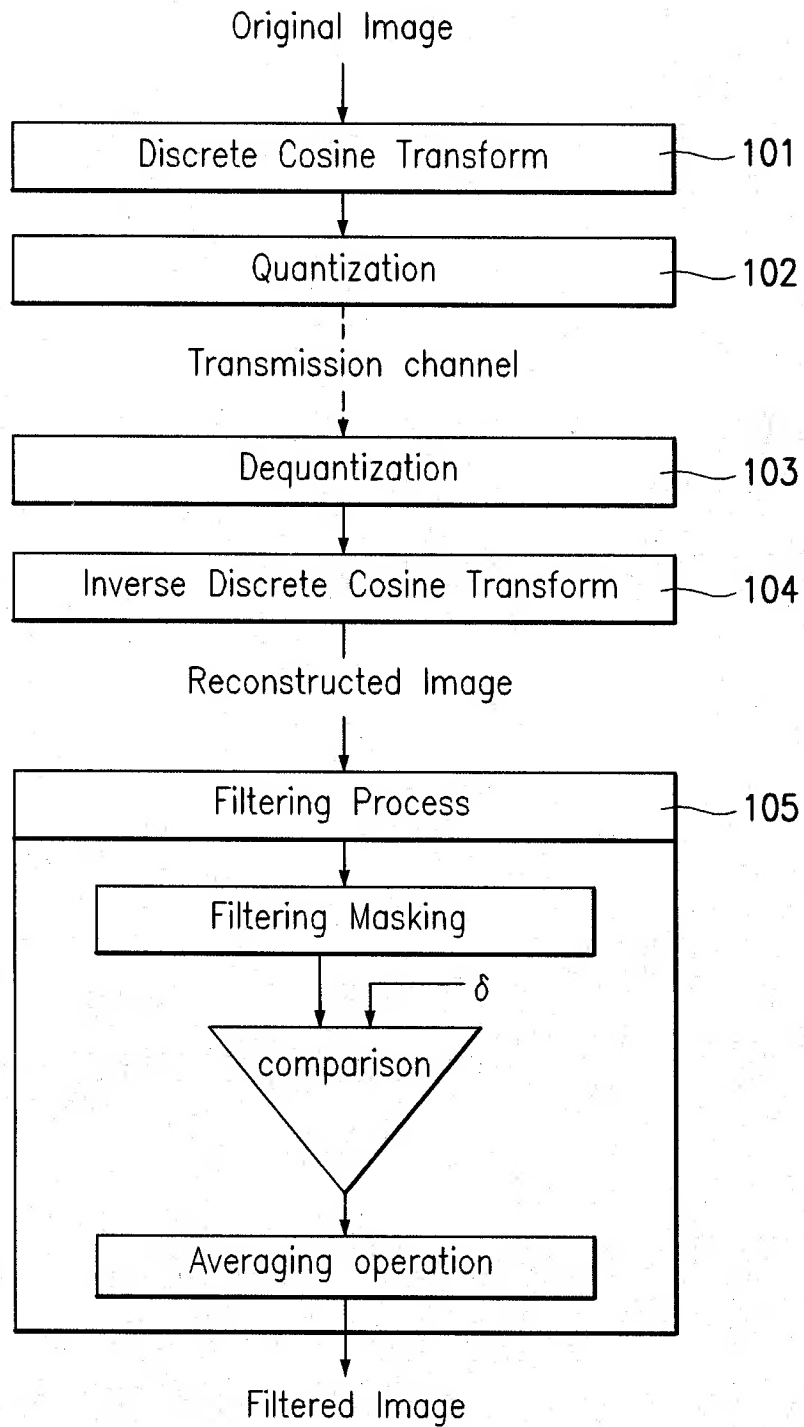 Original Image
Discrete Cosine Transform 101
Quantization 102
Transmission channel
Dequantization 103
Inverse Discrete Cosine Transform 104
Reconstructed Image
Filtering Process 105
Filtering Masking
δ
comparison
Averaging operation
Filtered Image